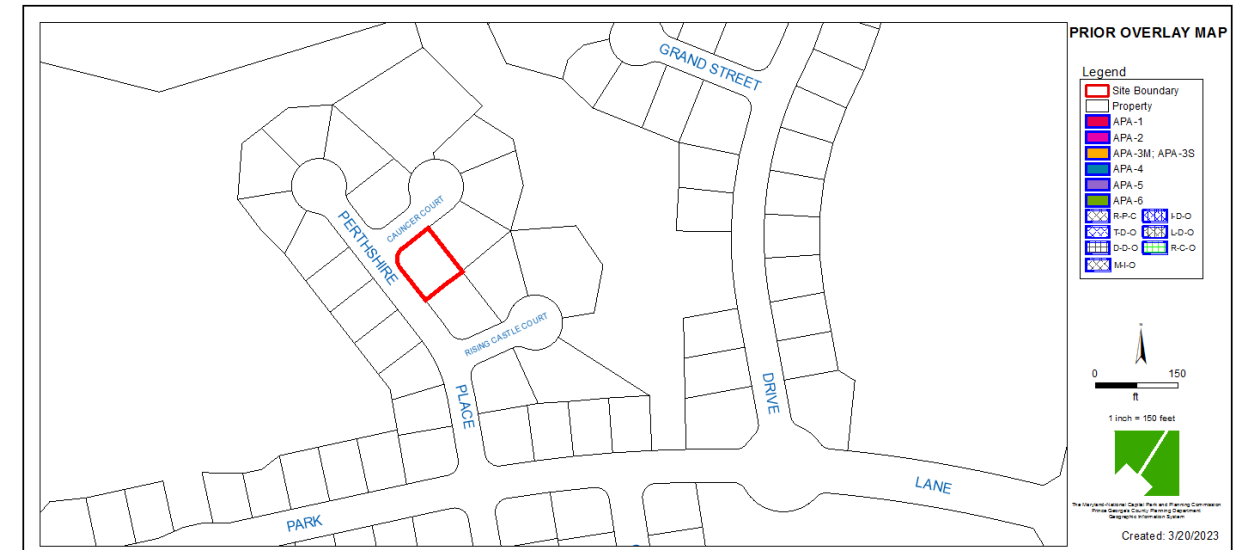 PRIOR OVERLAY MAP
Legend
Site Boundary
Property
APA-1
APA-2
APA-3M; APA-3S
APA-4
APA-5
APA-6
R-P-C I-D-O
T-D-O L-D-O
D-D-O R-C-O
M-I-O
0 150
ft
1 inch = 150 feet
The Maryland-National Capital Park and Planning Commission
Prince George's County Planning Department
Geographic Information System
Created: 3/20/2023
GRAND STREET
CAUNCER COURT
PERTHSHIRE
RISING CASTLE COURT
PLACE
DRIVE
LANE
PARK